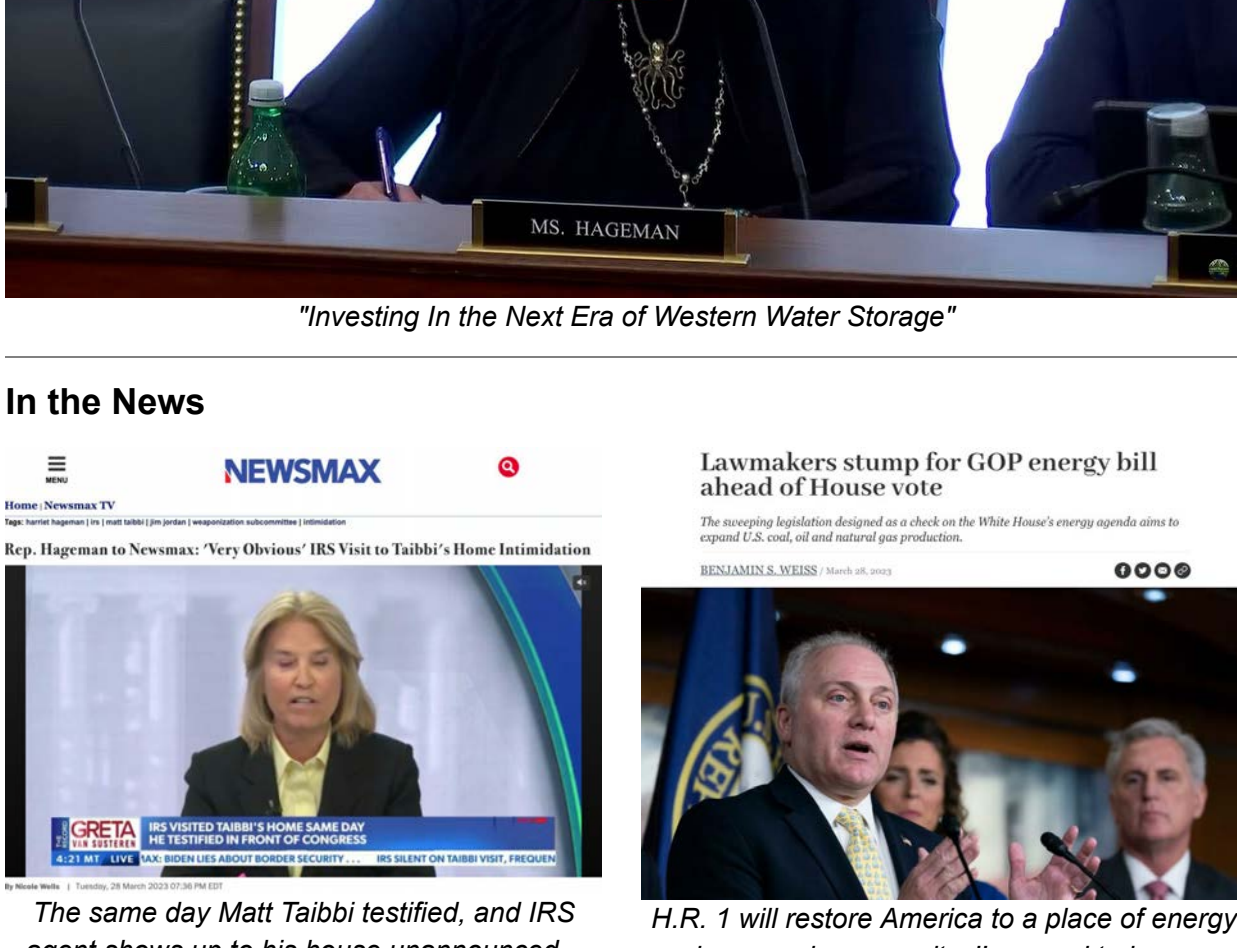 MS. HAGEMAN
"Investing In the Next Era of Western Water Storage"
In the News
MENU
NEWSMAX
Home | Newsmax TV
Tags: harriet hageman | irs | matt taibbi | jim jordan | weaponization subcommittee | intimidation
Rep. Hageman to Newsmax: 'Very Obvious' IRS Visit to Taibbi's Home Intimidation
THE RECORD
GRETA
VAN SUSTEREN
IRS VISITED TAIBBI'S HOME SAME DAY
HE TESTIFIED IN FRONT OF CONGRESS
4:21 MT LIVE
MAX: BIDEN LIES ABOUT BORDER SECURITY . . . IRS SILENT ON TAIBBI VISIT, FREQUEN
By Nicole Wells | Tuesday, 28 March 2023 07:36 PM EDT
The same day Matt Taibbi testified, and IRS
Lawmakers stump for GOP energy bill
ahead of House vote
The sweeping legislation designed as a check on the White House's energy agenda aims to
expand U.S. coal, oil and natural gas production.
BENJAMIN S. WEISS / March 28, 2023
H.R. 1 will restore America to a place of energy